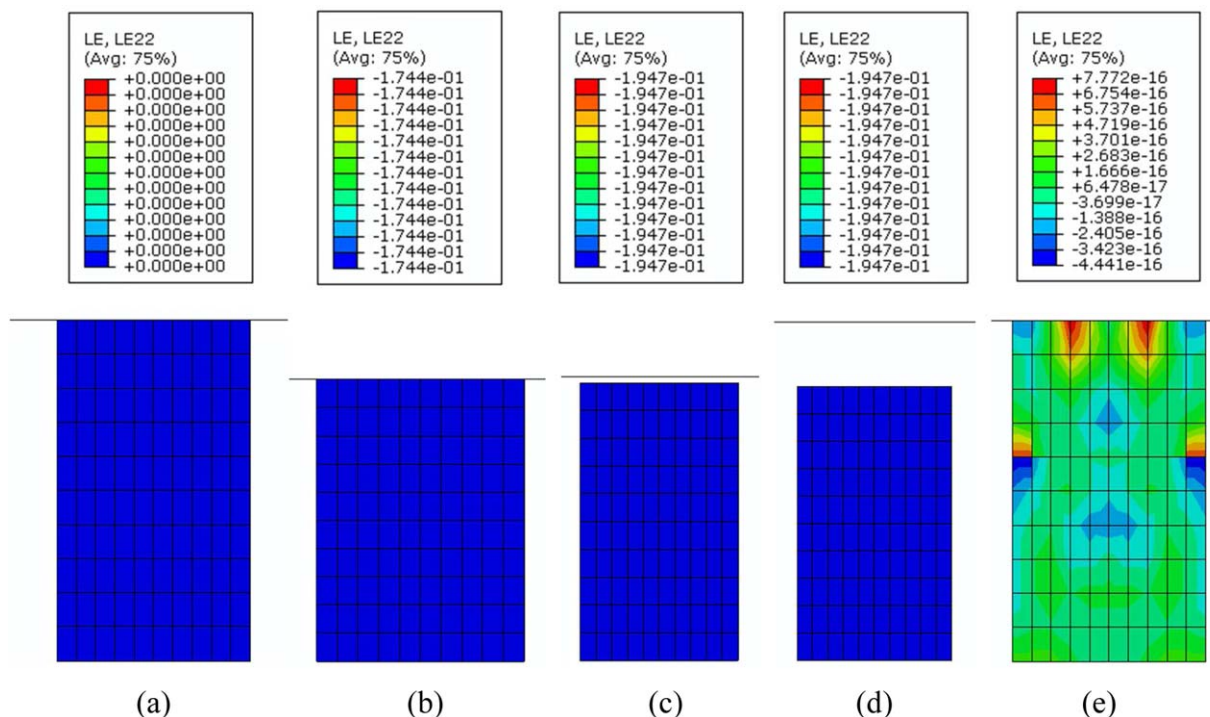 LE, LE22
(Avg: 75%)
+0.000e+00
+0.000e+00
+0.000e+00
+0.000e+00
+0.000e+00
+0.000e+00
+0.000e+00
+0.000e+00
+0.000e+00
+0.000e+00
+0.000e+00
+0.000e+00
+0.000e+00
LE, LE22
(Avg: 75%)
-1.744e-01
-1.744e-01
-1.744e-01
-1.744e-01
-1.744e-01
-1.744e-01
-1.744e-01
-1.744e-01
-1.744e-01
-1.744e-01
-1.744e-01
-1.744e-01
-1.744e-01
LE, LE22
(Avg: 75%)
-1.947e-01
-1.947e-01
-1.947e-01
-1.947e-01
-1.947e-01
-1.947e-01
-1.947e-01
-1.947e-01
-1.947e-01
-1.947e-01
-1.947e-01
-1.947e-01
-1.947e-01
LE, LE22
(Avg: 75%)
-1.947e-01
-1.947e-01
-1.947e-01
-1.947e-01
-1.947e-01
-1.947e-01
-1.947e-01
-1.947e-01
-1.947e-01
-1.947e-01
-1.947e-01
-1.947e-01
-1.947e-01
LE, LE22
(Avg: 75%)
+7.772e-16
+6.754e-16
+5.737e-16
+4.719e-16
+3.701e-16
+2.683e-16
+1.666e-16
+6.478e-17
-3.699e-17
-1.388e-16
-2.405e-16
-3.423e-16
-4.441e-16
(a)
(b)
(c)
(d)
(e)